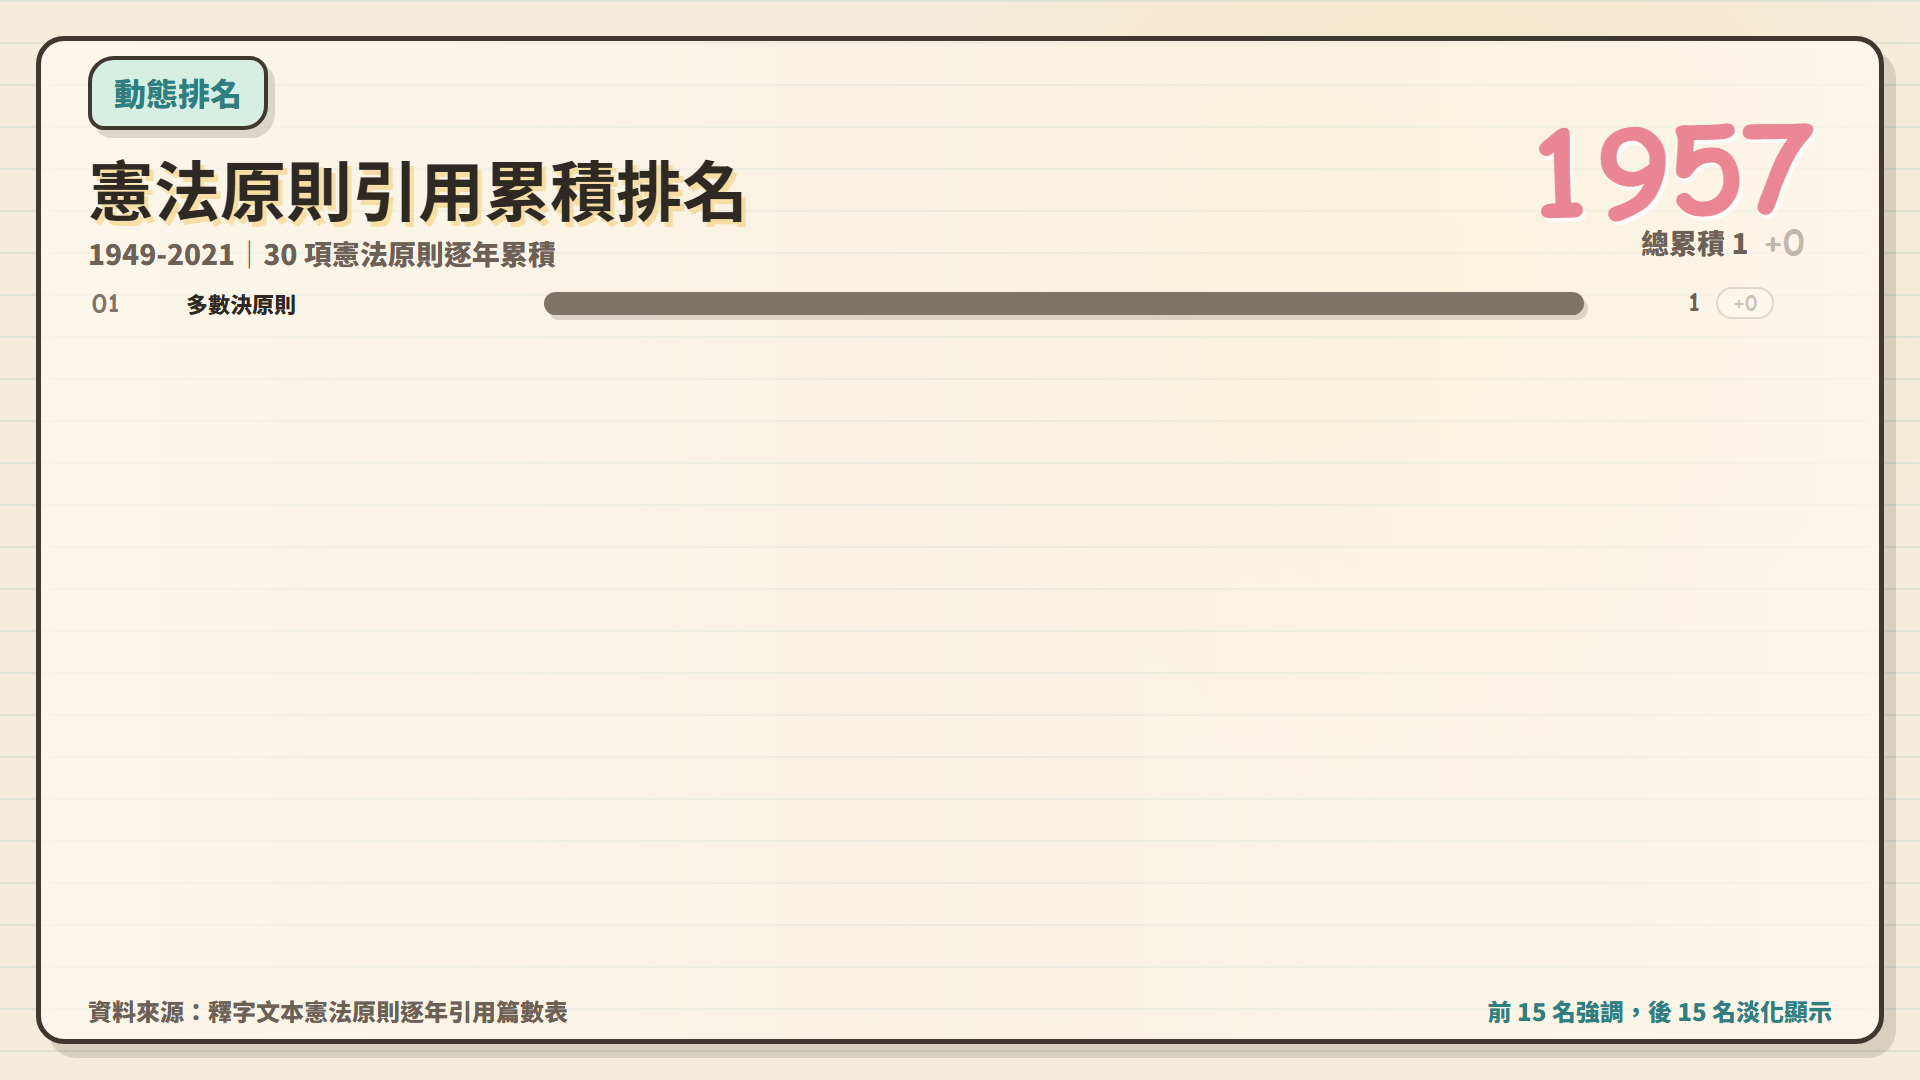 動態排名
憲法原則引用累積排名
1949-2021｜30 項憲法原則逐年累積
1957
總累積 1 +0
01 多數決原則 1 +0
資料來源：釋字文本憲法原則逐年引用篇數表
前 15 名強調，後 15 名淡化顯示